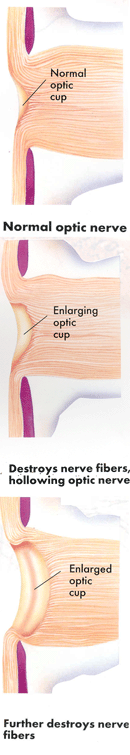 Normal
optic
cup
Normal optic nerve
Enlarging
optic
cup
Destroys nerve fibers,
hollowing optic nerve
Enlarged
optic
cup
Further destroys nerve
fibers